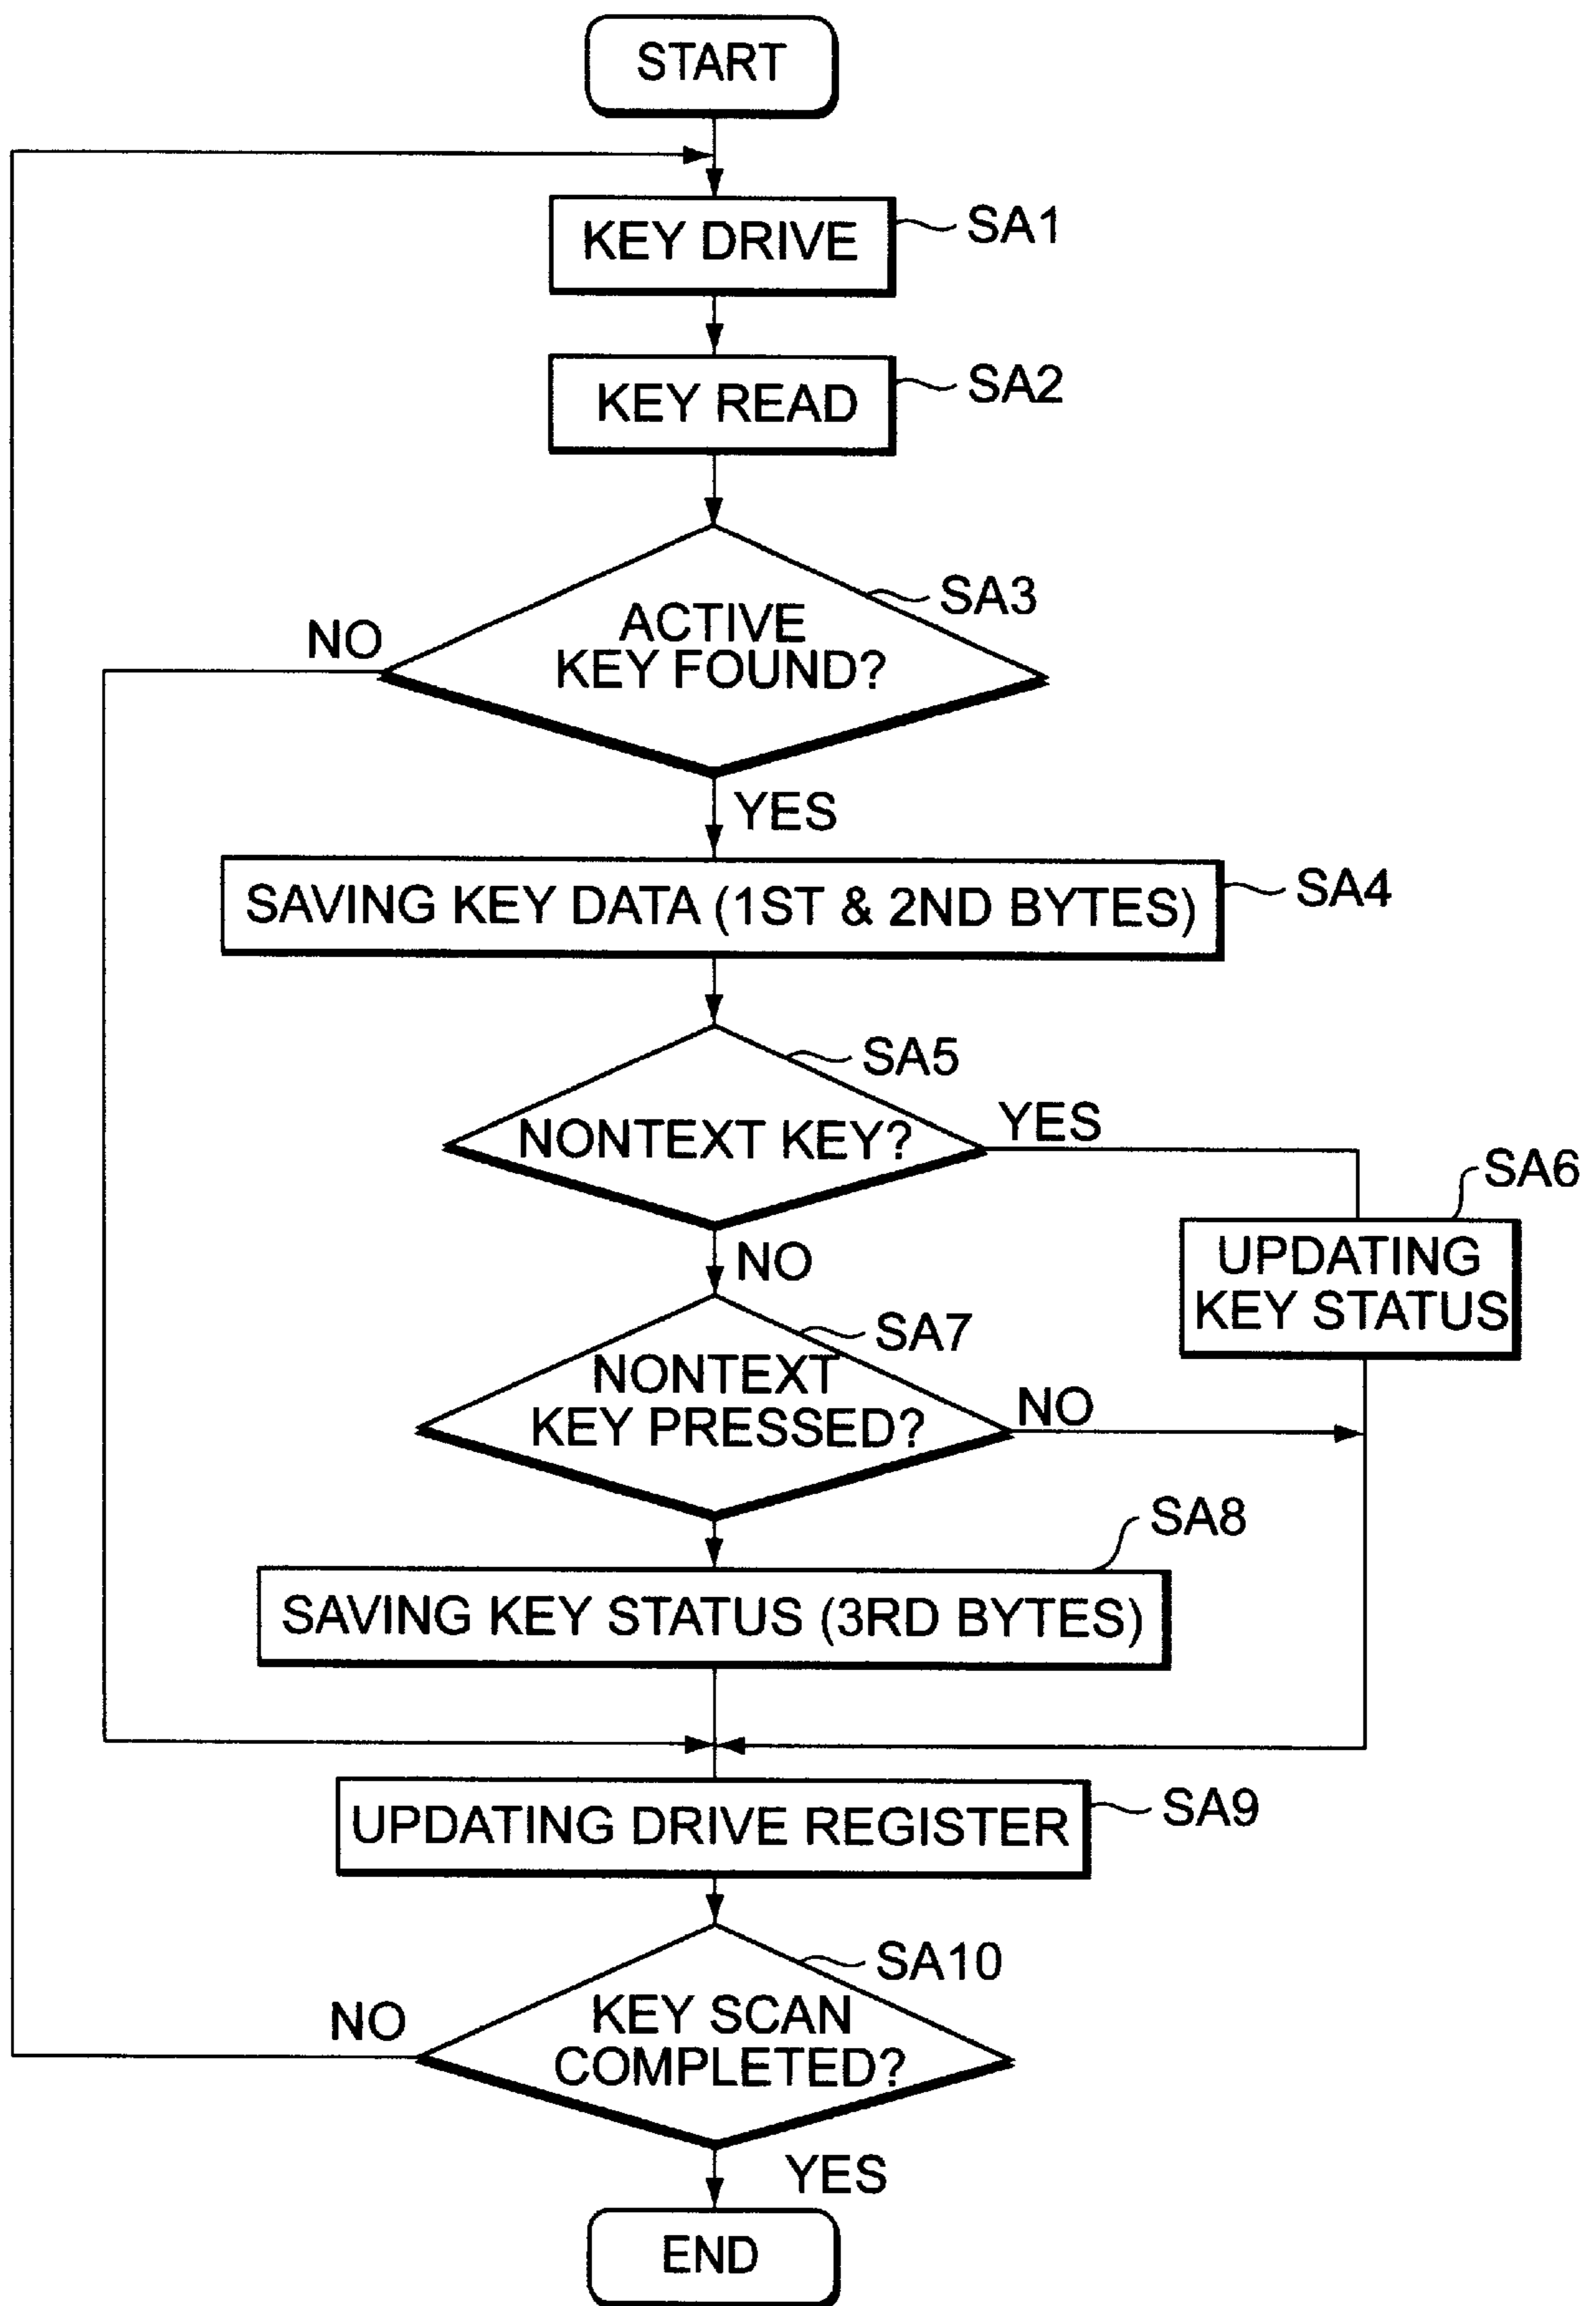 START
KEY DRIVE
SA1
KEY READ
SA2
SA3
ACTIVE
KEY FOUND?
NO
YES
SAVING KEY DATA (1ST & 2ND BYTES)
SA4
SA5
NONTEXT KEY?
YES
SA6
UPDATING
KEY STATUS
NO
SA7
NONTEXT
KEY PRESSED?
NO
SA8
SAVING KEY STATUS (3RD BYTES)
UPDATING DRIVE REGISTER
SA9
SA10
KEY SCAN
COMPLETED?
NO
YES
END